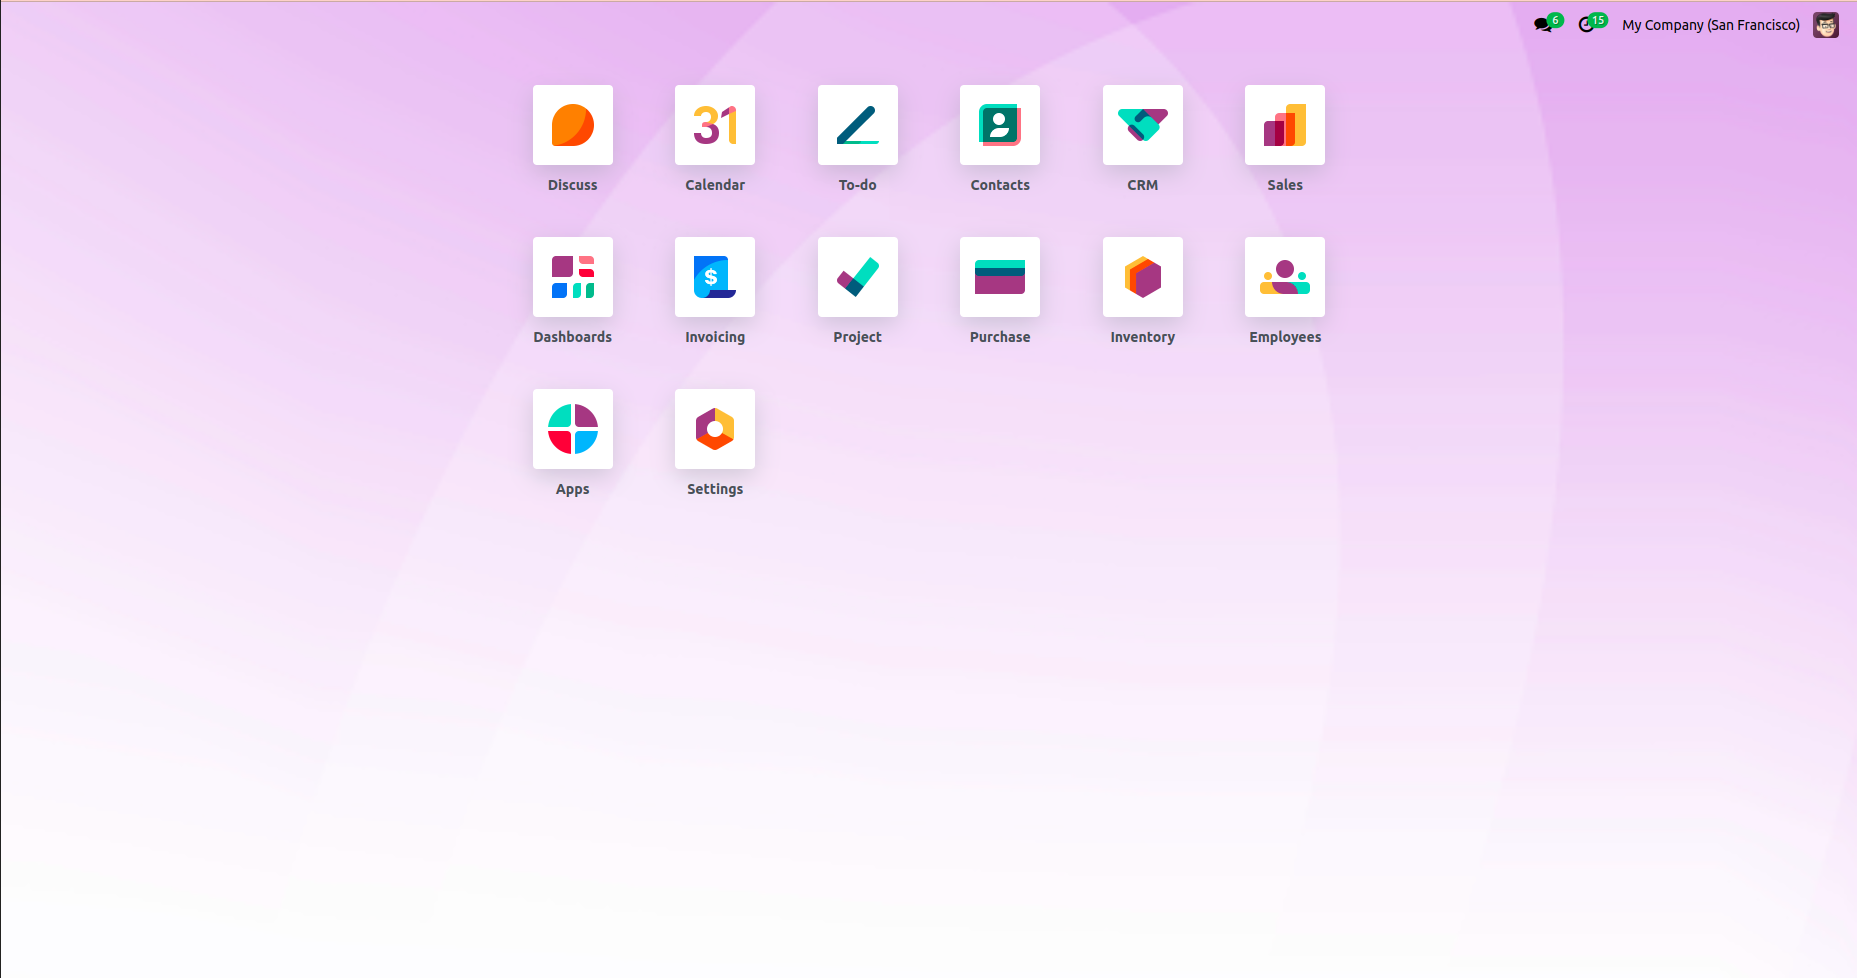 6 15 My Company (San Francisco)
31
Discuss Calendar To-do Contacts CRM Sales
$
Dashboards Invoicing Project Purchase Inventory Employees
Apps Settings